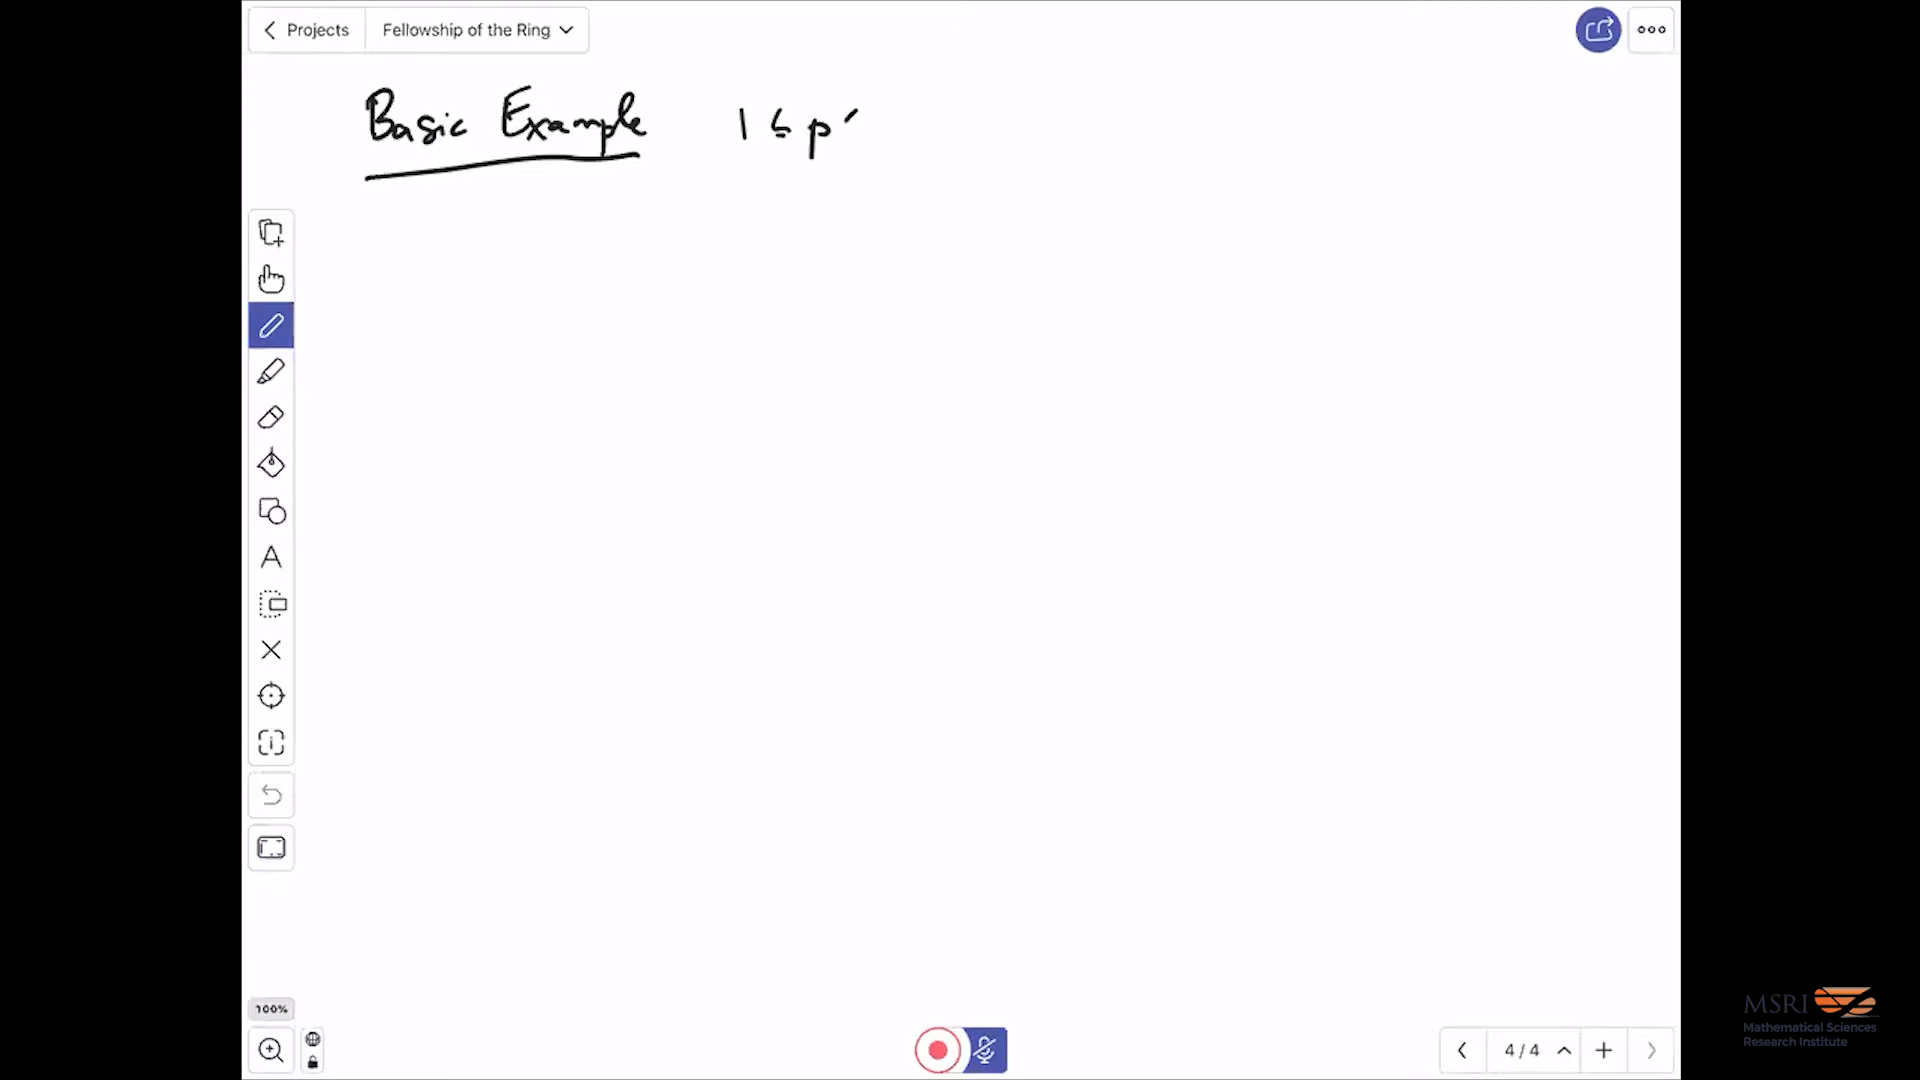 Projects
Fellowship of the Ring
Basic Example 1 ≤ p
100%
4/4
MSRI
Mathematical Sciences
Research Institute